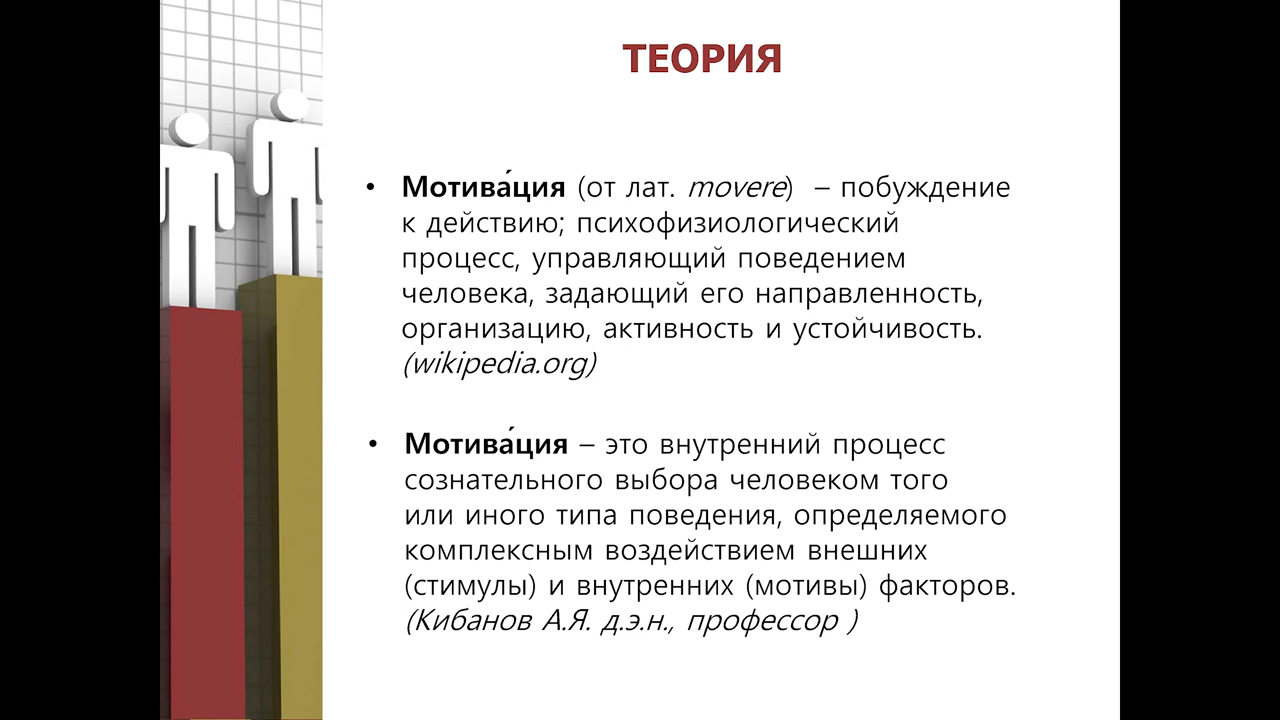 ТЕОРИЯ
• Мотива́ция (от лат. movere) – побуждение
к действию; психофизиологический
процесс, управляющий поведением
человека, задающий его направленность,
организацию, активность и устойчивость.
(wikipedia.org)
• Мотива́ция – это внутренний процесс
сознательного выбора человеком того
или иного типа поведения, определяемого
комплексным воздействием внешних
(стимулы) и внутренних (мотивы) факторов.
(Кибанов А.Я. д.э.н., профессор )